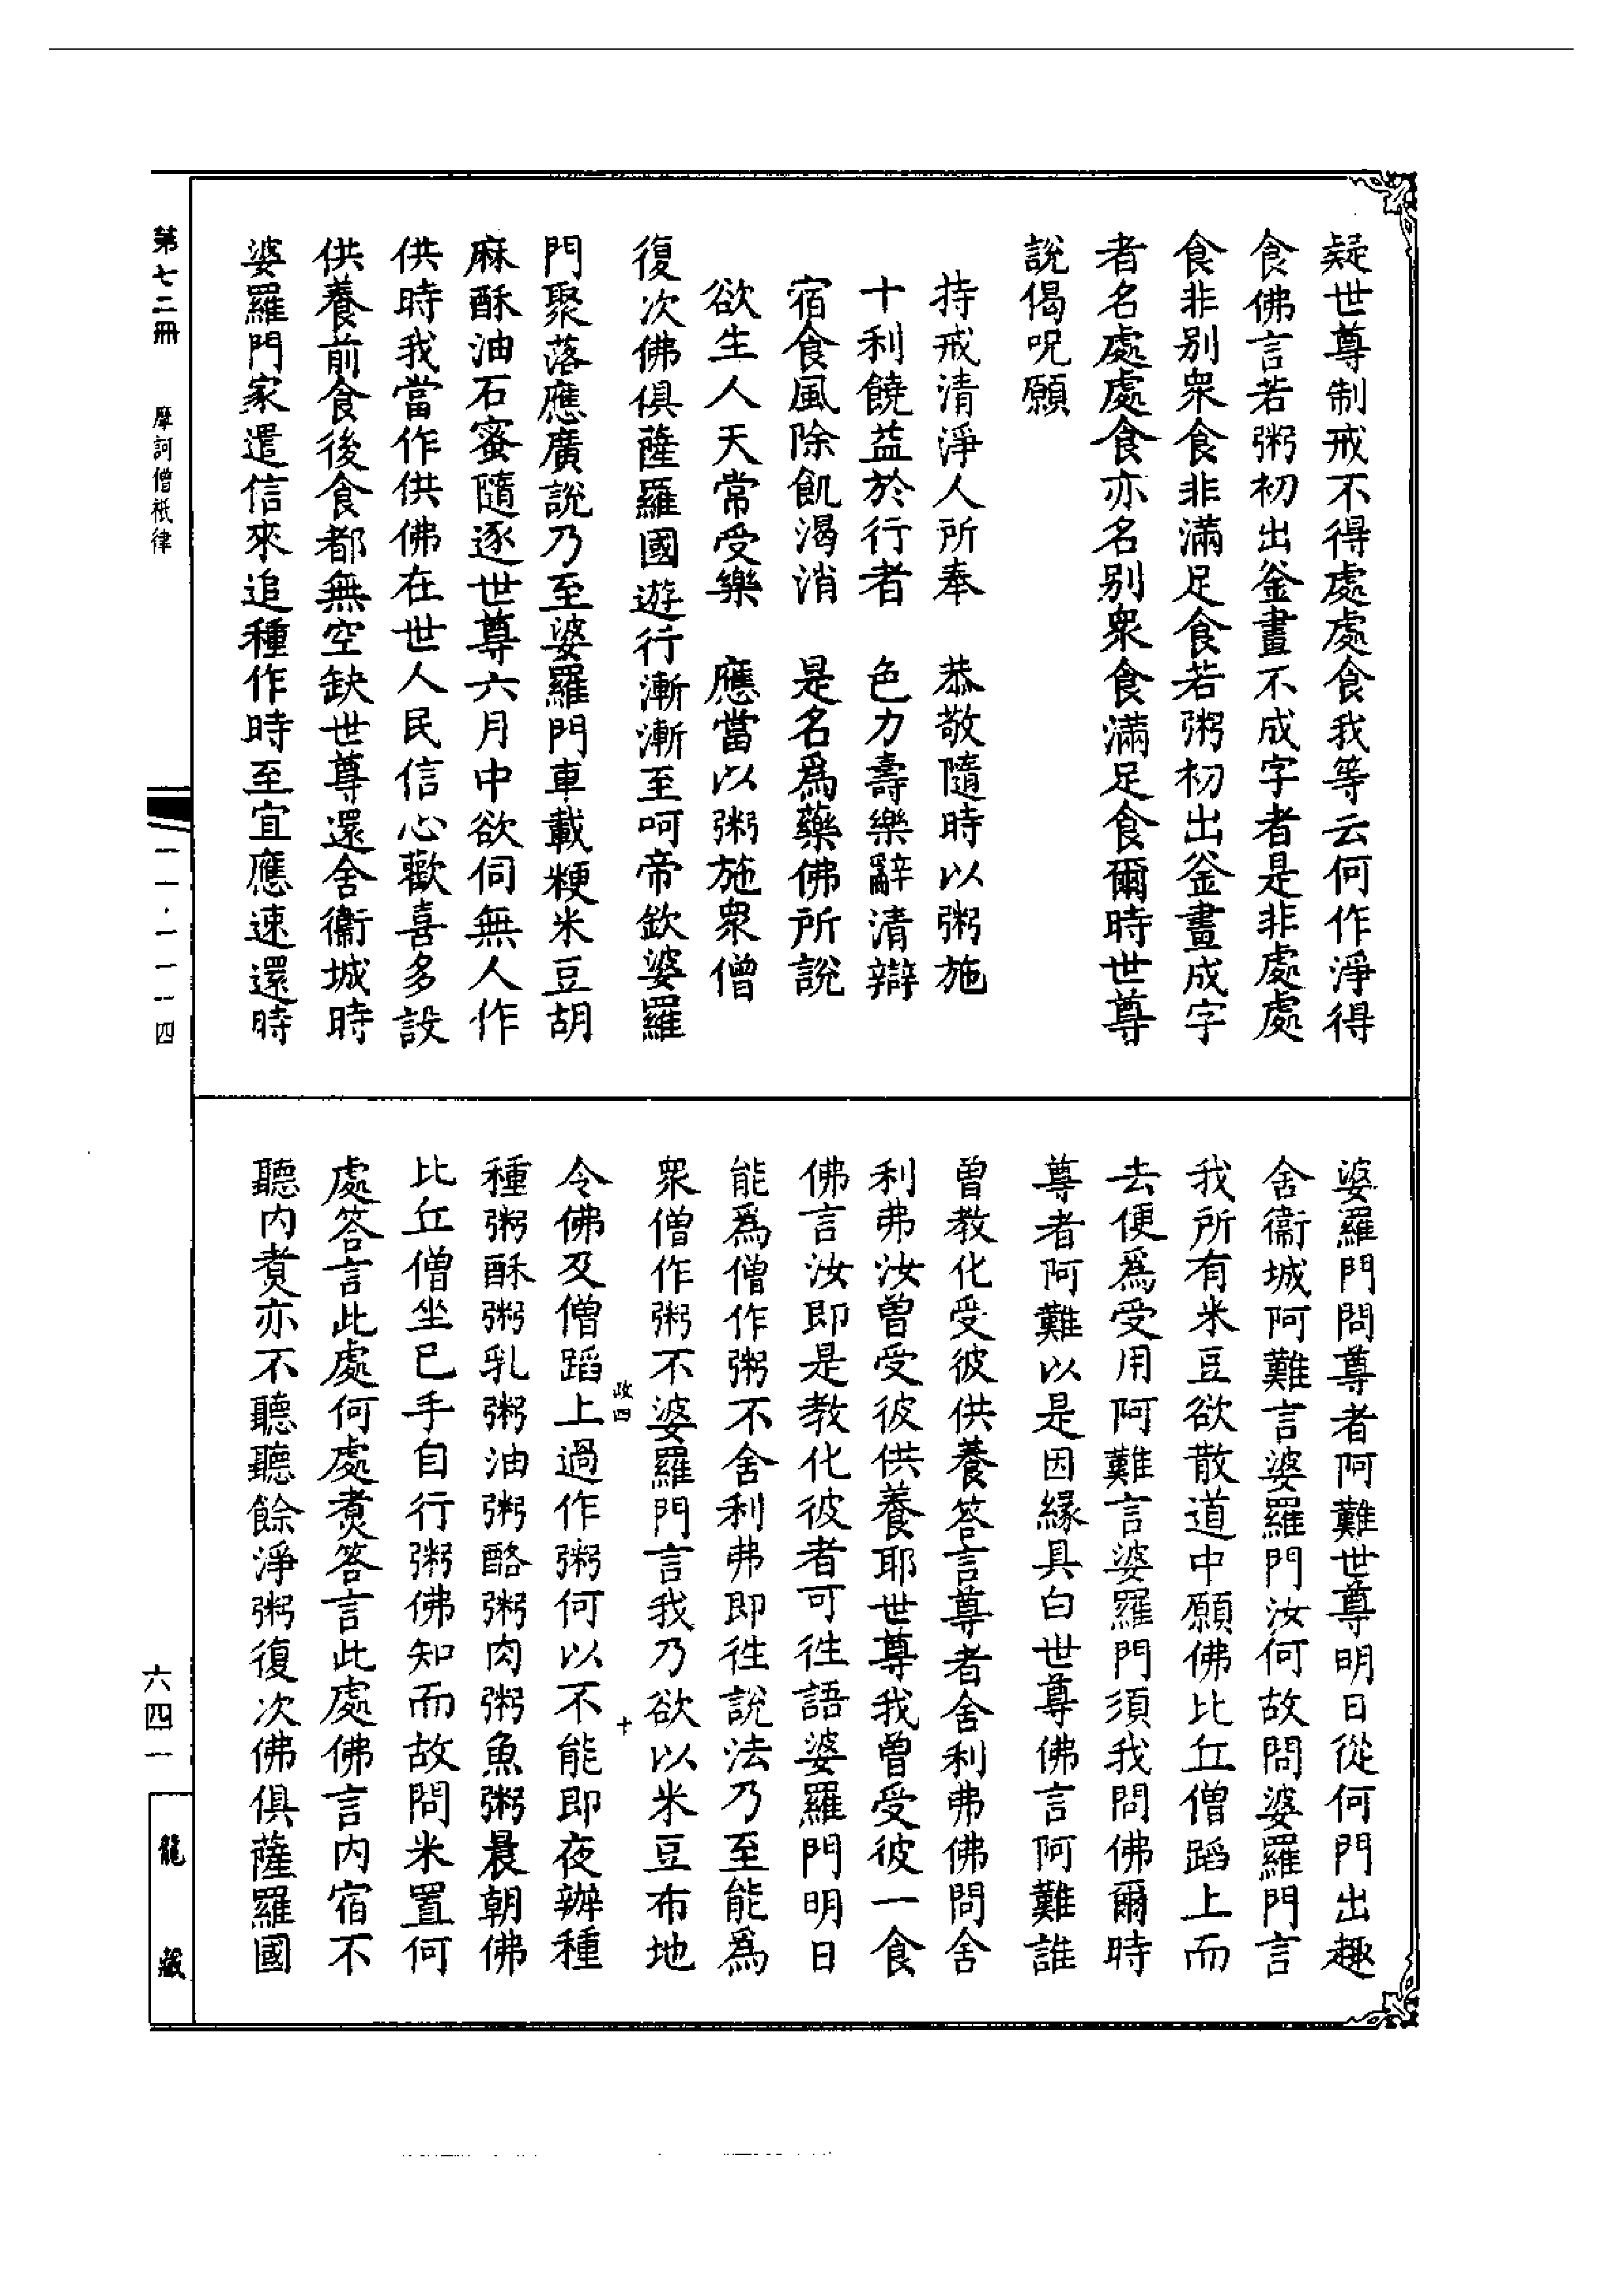 疑世尊制戒不得處處食我等云何作淨得
食佛言若粥初出釜畫不成字者是非處處
食非别衆食非滿足食若粥初出釜畫成字
者名處處食亦名别衆食滿足食爾時世尊
說偈呪願
持戒清淨人所奉　恭敬隨時以粥施
十利饒益於行者　色力壽樂辭清辯
宿食風除飢渴消　是名爲藥佛所說
欲生人天常受樂　應當以粥施衆僧
復次佛俱薩羅國遊行漸漸至呵帝欽婆羅
門聚落應廣說乃至婆羅門車載粳米豆胡
麻酥油石蜜隨逐世尊六月中欲伺無人作
供時我當作供佛在世人民信心歡喜多設
供養前食後食都無空缺世尊還舍衞城時
婆羅門家遣信來追種作時至宜應速還時
婆羅門問尊者阿難世尊明日從何門出趣
舍衞城阿難言婆羅門汝何故問婆羅門言
我所有米豆欲散道中願佛比丘僧蹈上而
去便爲受用阿難言婆羅門須我問佛爾時
尊者阿難以是因緣具白世尊佛言阿難誰
曾教化受彼供養答言尊者舍利弗佛問舍
利弗汝曾受彼供養耶世尊我曾受彼一食
佛言汝即是教化彼者可往語婆羅門明日
能爲僧作粥不舍利弗即往說法乃至能爲
衆僧作粥不婆羅門言我乃欲以米豆布地
政四　十
令佛及僧蹈上過作粥何以不能即夜辦種
種粥酥粥乳粥油粥酪粥肉粥魚粥晨朝佛
比丘僧坐已手自行粥佛知而故問米置何
處答言此處何處煑答言此處佛言内宿不
聽内煑亦不聽聽餘淨粥復次佛俱薩羅國
第七二冊　摩訶僧祇律
一一·一一一四
六四一
龍藏